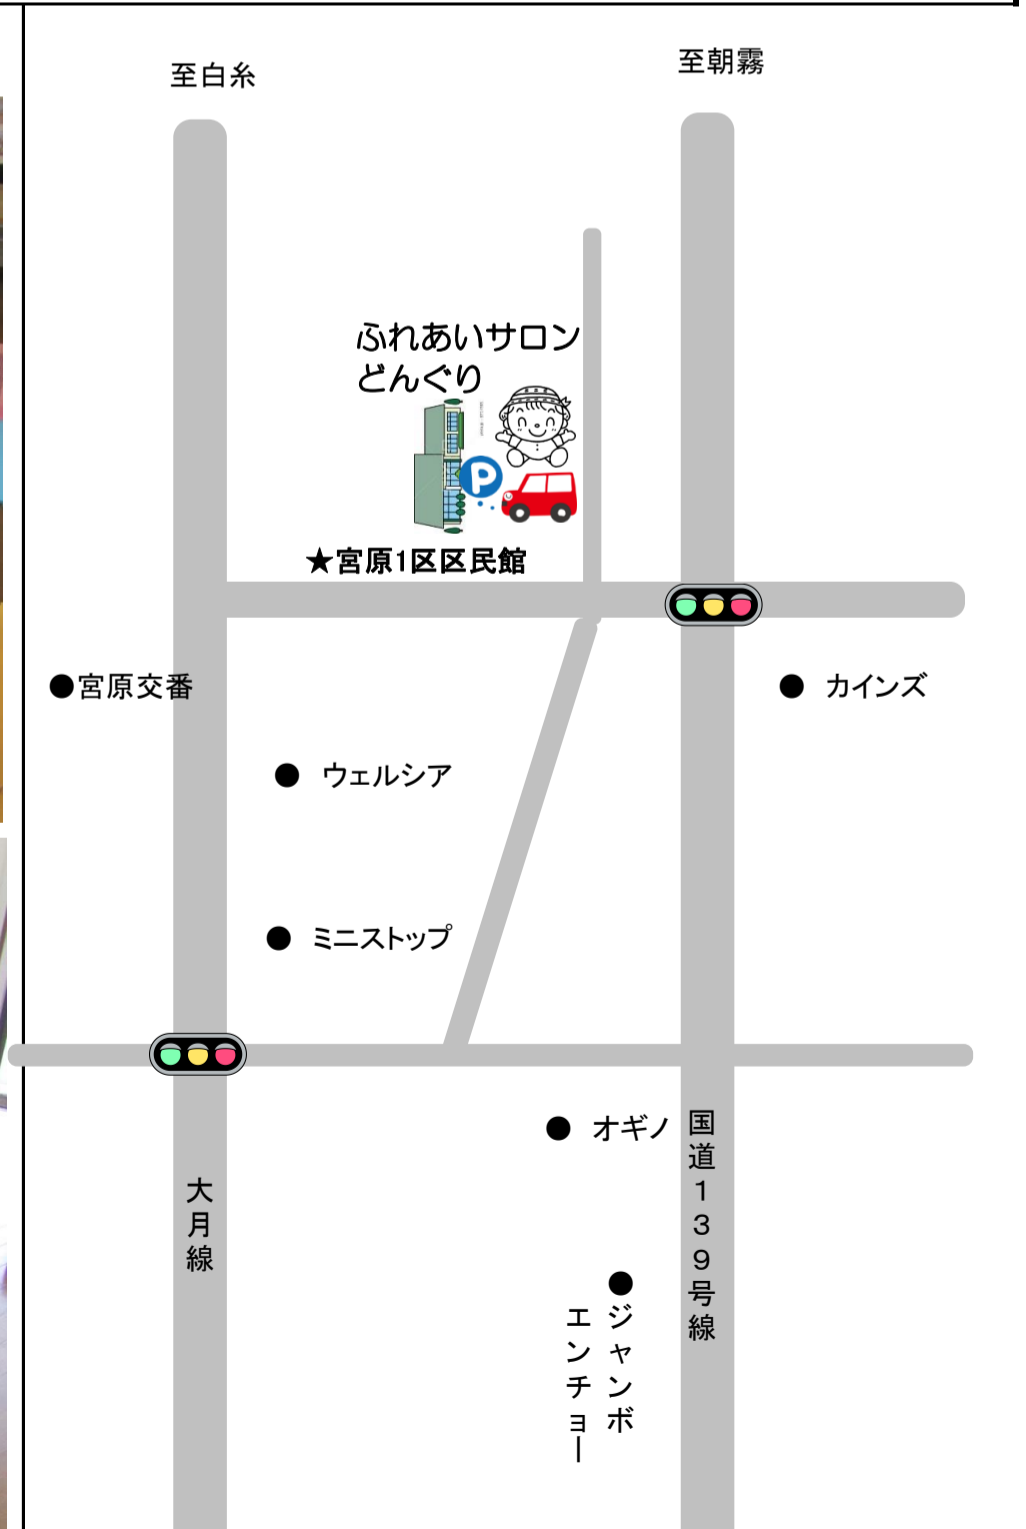 至白糸
至朝霧
ふれあいサロン
どんぐり
P
★宮原1区区民館
●宮原交番
● カインズ
● ウェルシア
● ミニストップ
● オギノ
国道139号線
大月線
●ジャンボ
エンチョー